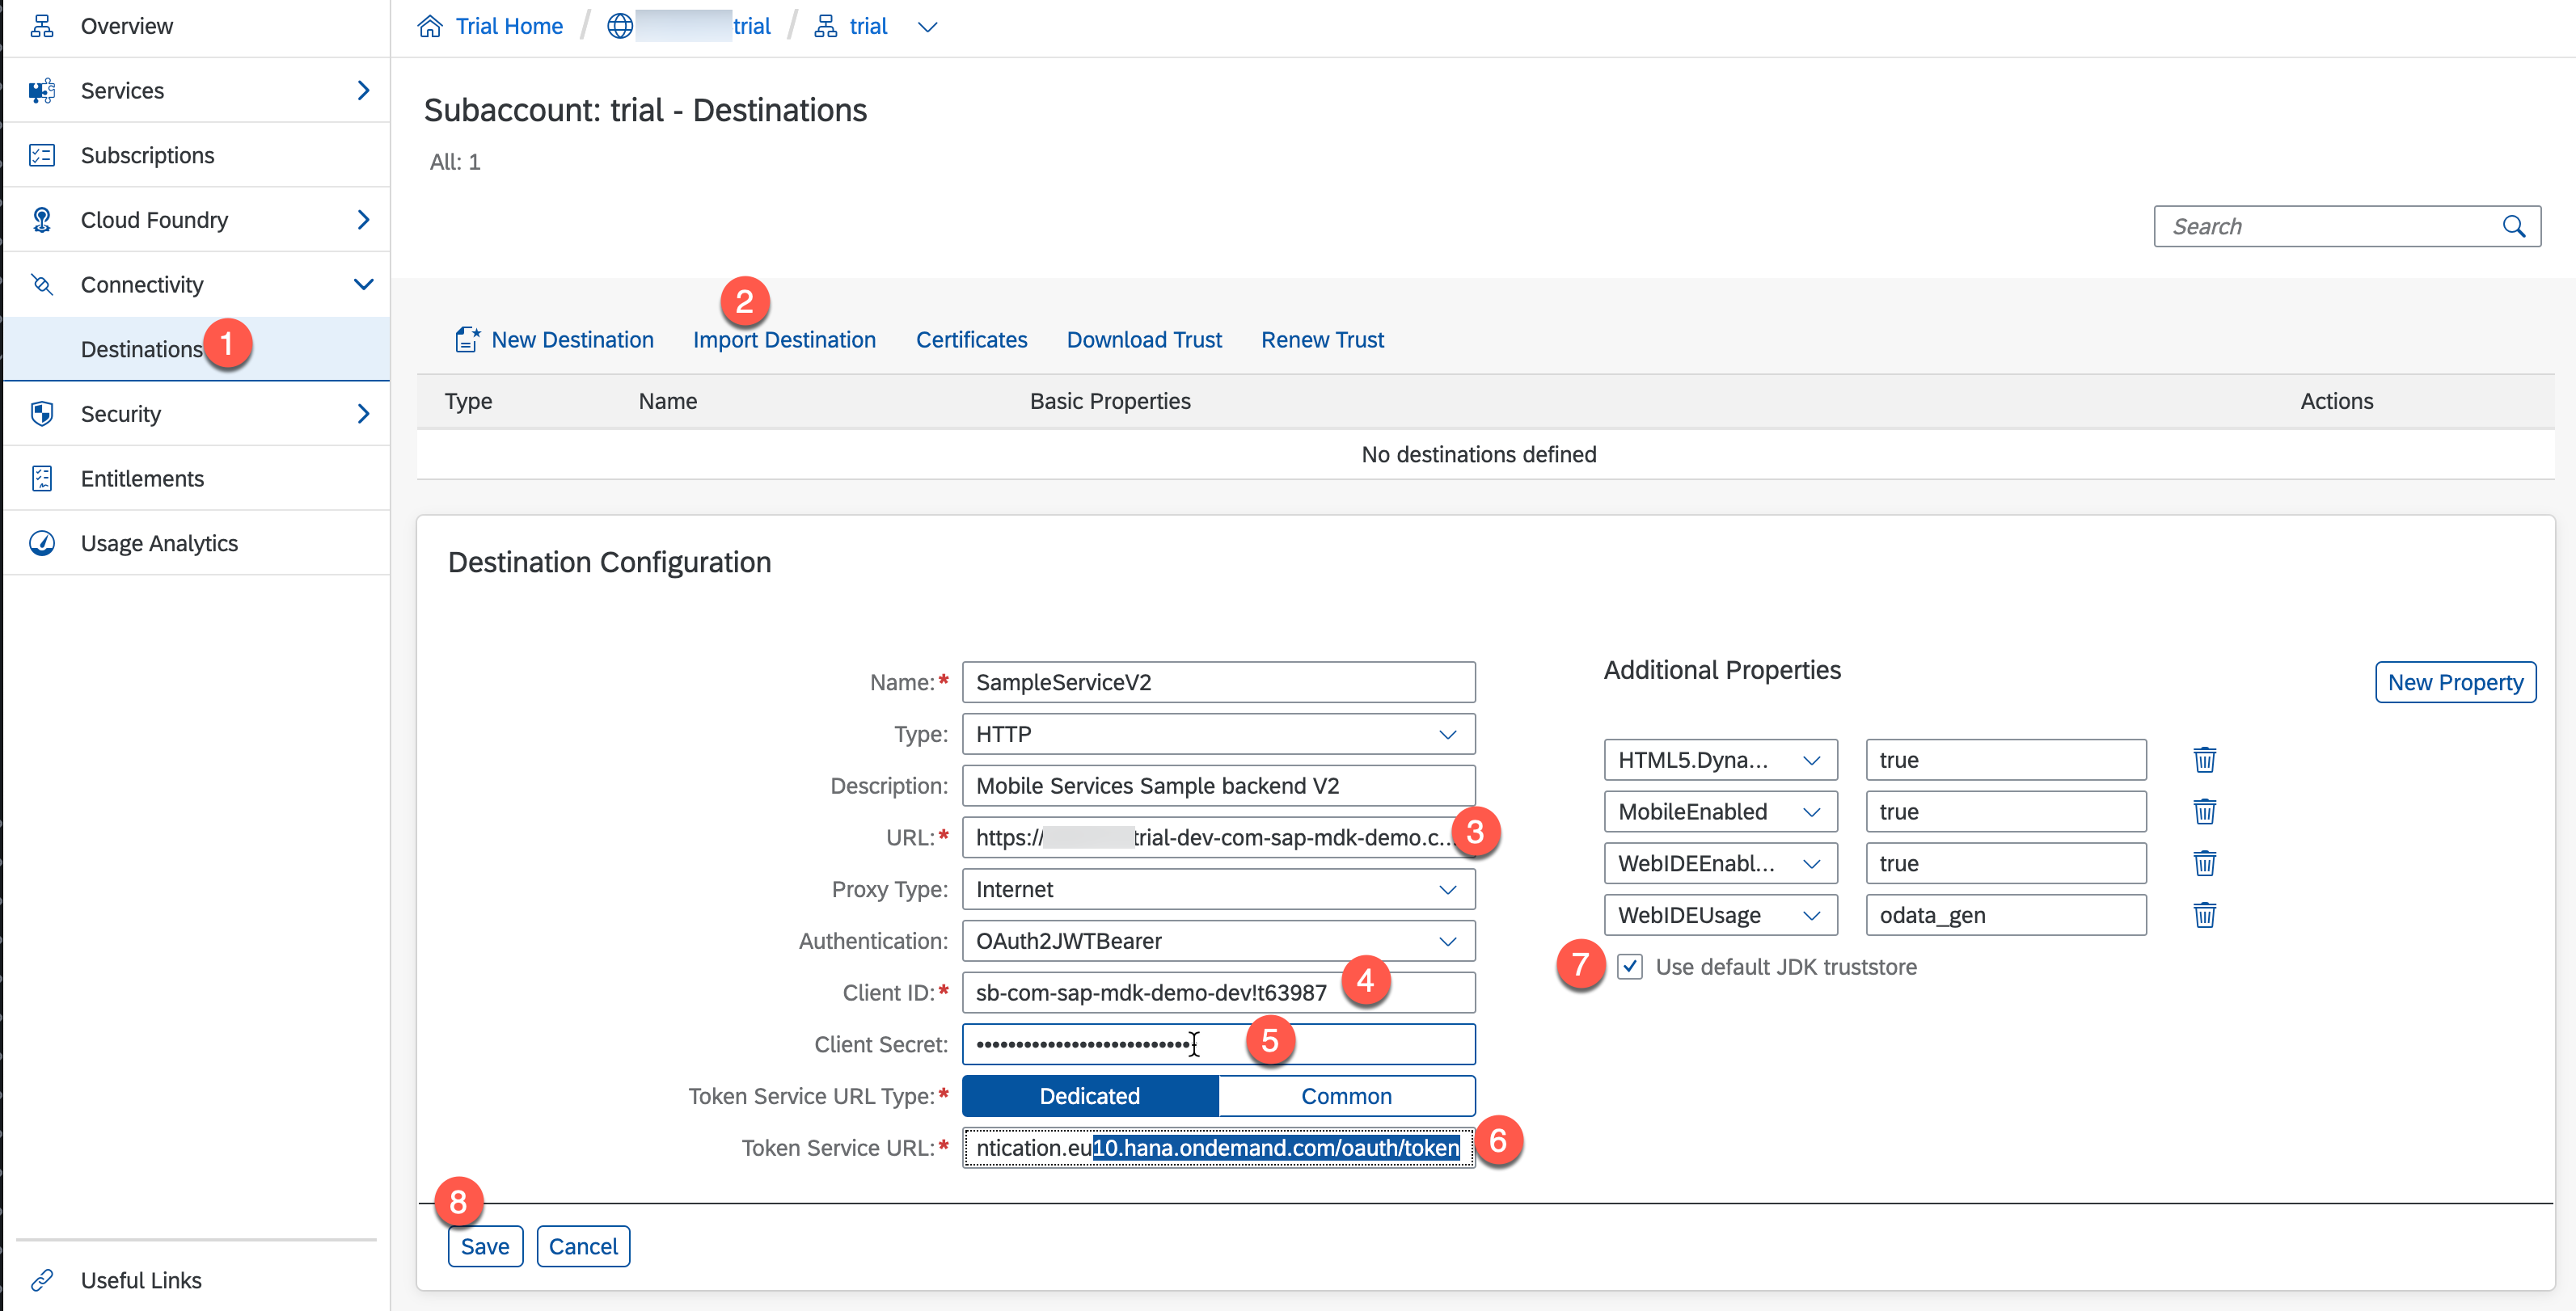 Overview
Services
Subscriptions
Cloud Foundry
Connectivity
Destinations 1
Security
Entitlements
Usage Analytics
Useful Links
Trial Home / trial / trial
Subaccount: trial - Destinations
All: 1
Search
2
New Destination Import Destination Certificates Download Trust Renew Trust
Type Name Basic Properties Actions
No destinations defined
Destination Configuration
Name:* SampleServiceV2
Type: HTTP
Description: Mobile Services Sample backend V2
URL:* https:// trial-dev-com-sap-mdk-demo.c... 3
Proxy Type: Internet
Authentication: OAuth2JWTBearer
Client ID:* sb-com-sap-mdk-demo-dev!t63987 4
Client Secret: ••••••••••••••••••••••••••• 5
Token Service URL Type:* Dedicated Common
Token Service URL:* ntication.eu10.hana.ondemand.com/oauth/token 6
Additional Properties
New Property
HTML5.Dyna... true
MobileEnabled true
WebIDEEnabl... true
WebIDEUsage odata_gen
7 Use default JDK truststore
8
Save Cancel